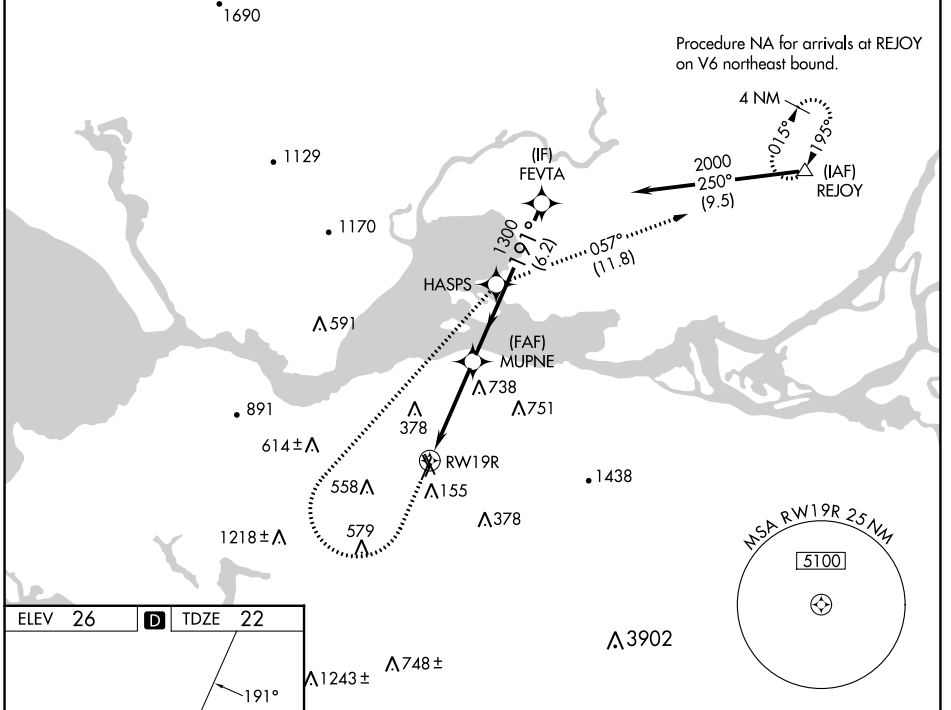 1690
Procedure NA for arrivals at REJOY
on V6 northeast bound.
4 NM
015°
195°
(IAF)
REJOY
2000
250°
(9.5)
1129
(IF)
FEVTA
1170
1300
191°
(6.2)
057°
(11.8)
HASPS
591
(FAF)
MUPNE
738
751
378
891
614±
RW19R
558
155
1438
378
579
1218±
MSA RW19R 25 NM
5100
ELEV 26
D
TDZE 22
3902
748±
1243±
191°